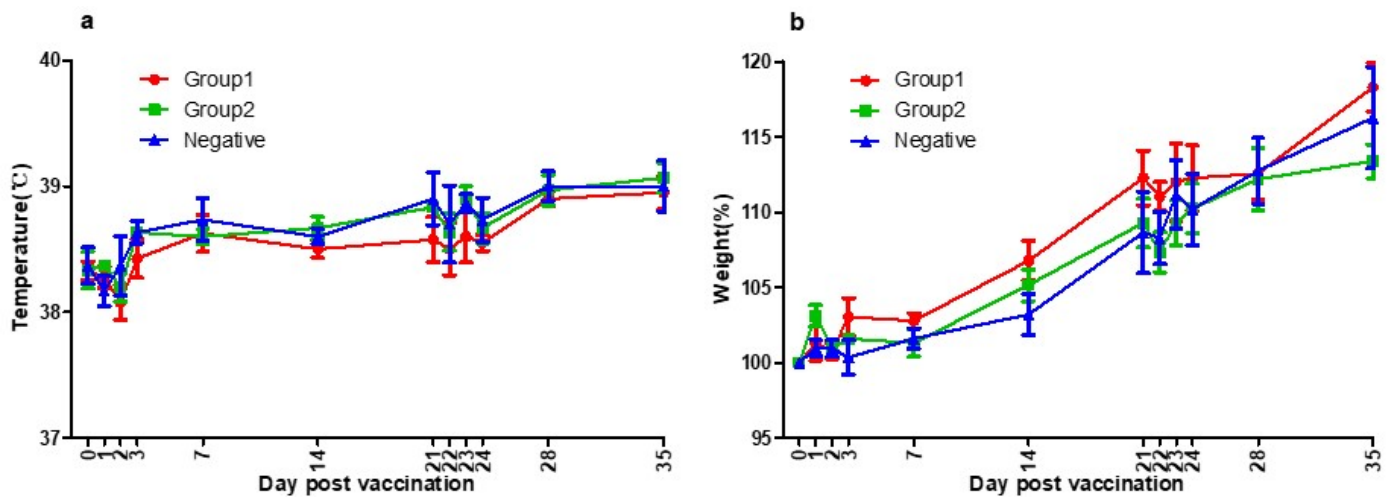 a
40
39
38
37
Temperature(℃)
Group1
Group2
Negative
0 1 2 3 7 14 21 22 23 24 28 35
Day post vaccination
b
120
115
110
105
100
95
Weight(%)
Group1
Group2
Negative
0 1 2 3 7 14 21 22 23 24 28 35
Day post vaccination